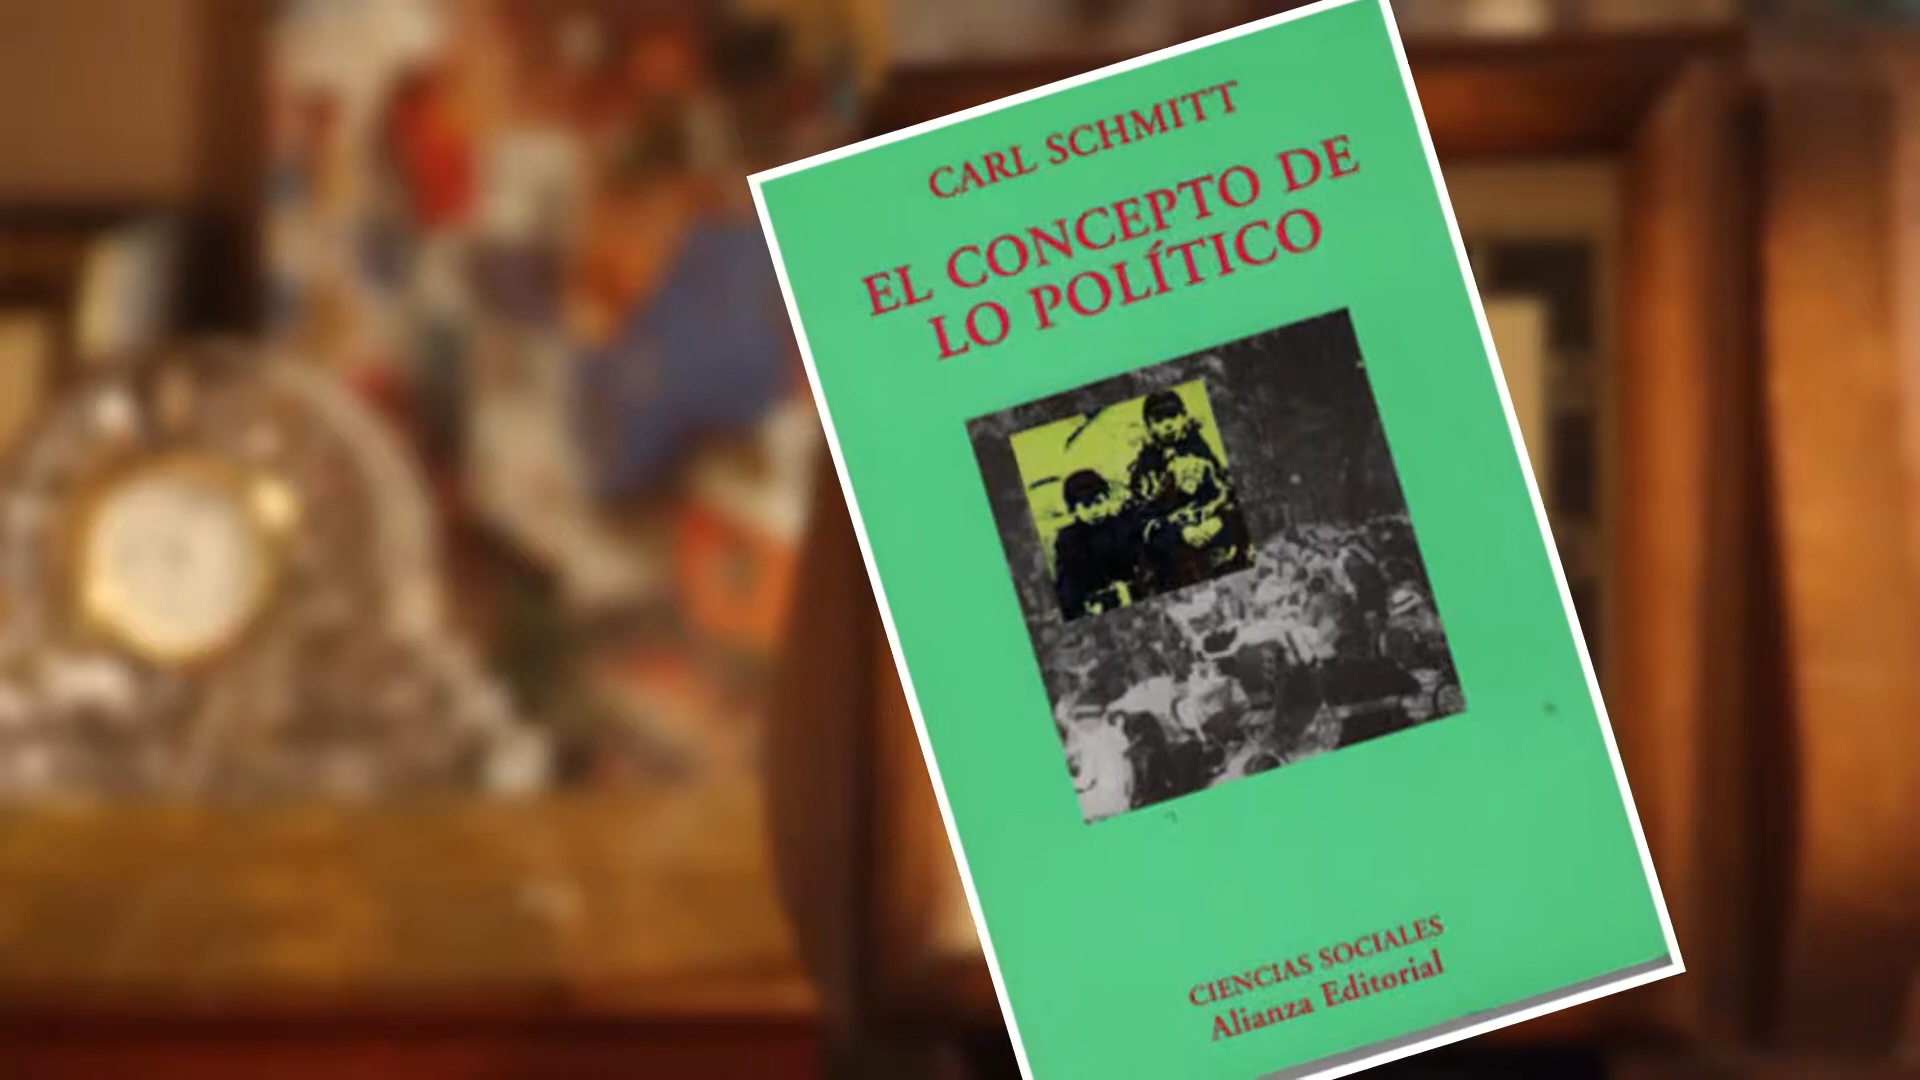 CARL SCHMITT
EL CONCEPTO DE
LO POLÍTICO
CIENCIAS SOCIALES
Alianza Editorial